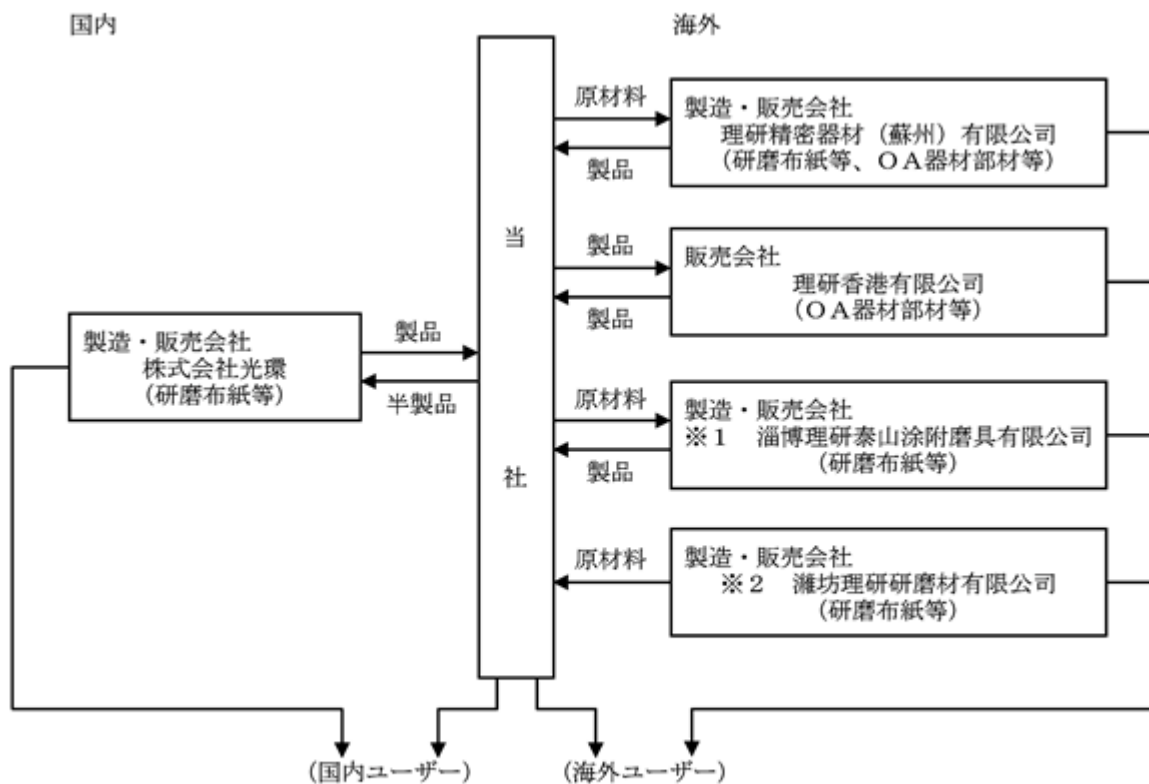 国内
海外
原材料
製造・販売会社
理研精密器材（蘇州）有限公司
（研磨布紙等、ＯＡ器材部材等）
製品
当
社
製品
販売会社
理研香港有限公司
（ＯＡ器材部材等）
製品
製造・販売会社
株式会社光環
（研磨布紙等）
製品
半製品
原材料
製造・販売会社
※１　淄博理研泰山涂附磨具有限公司
（研磨布紙等）
製品
原材料
製造・販売会社
※２　濰坊理研研磨材有限公司
（研磨布紙等）
（国内ユーザー）
（海外ユーザー）